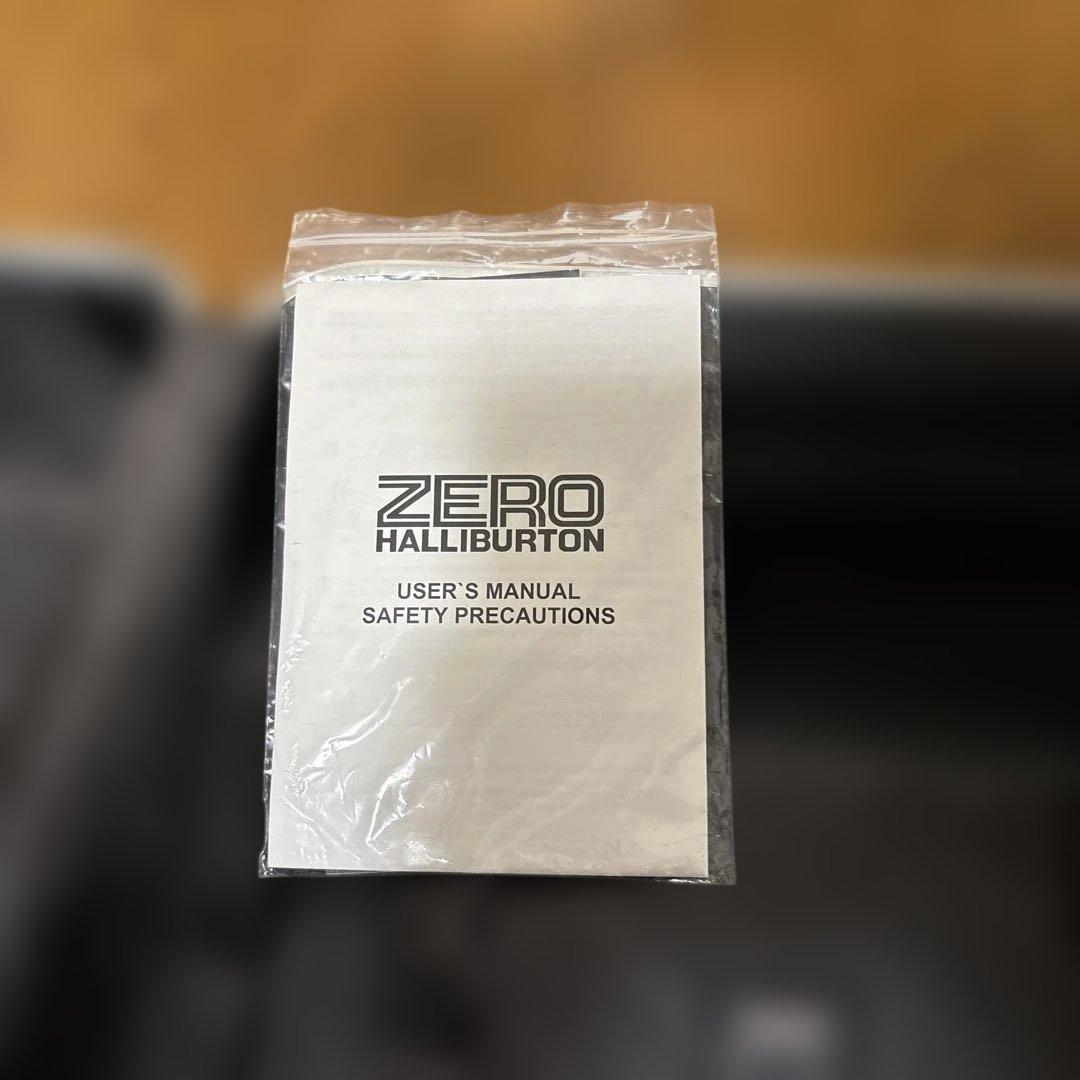 ZERO
HALLIBURTON
USER`S MANUAL
SAFETY PRECAUTIONS